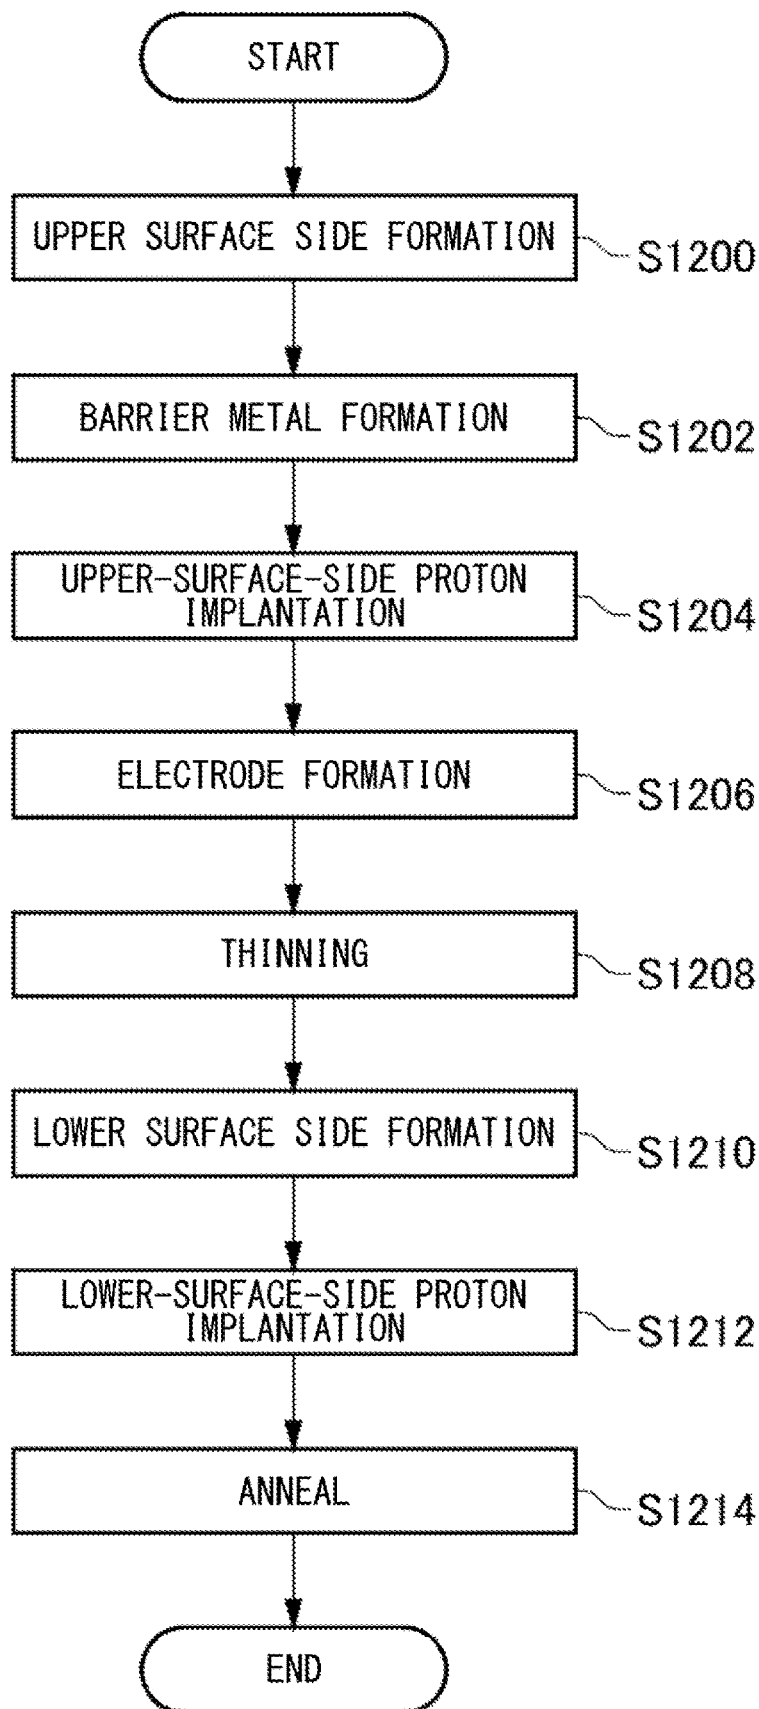 START
UPPER SURFACE SIDE FORMATION
S1200
BARRIER METAL FORMATION
S1202
UPPER-SURFACE-SIDE PROTON
IMPLANTATION
S1204
ELECTRODE FORMATION
S1206
THINNING
S1208
LOWER SURFACE SIDE FORMATION
S1210
LOWER-SURFACE-SIDE PROTON
IMPLANTATION
S1212
ANNEAL
S1214
END